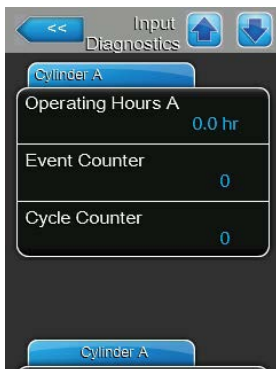 << Input
Diagnostics
Cylinder A
Operating Hours A
0.0 hr
Event Counter
0
Cycle Counter
0
Cylinder A